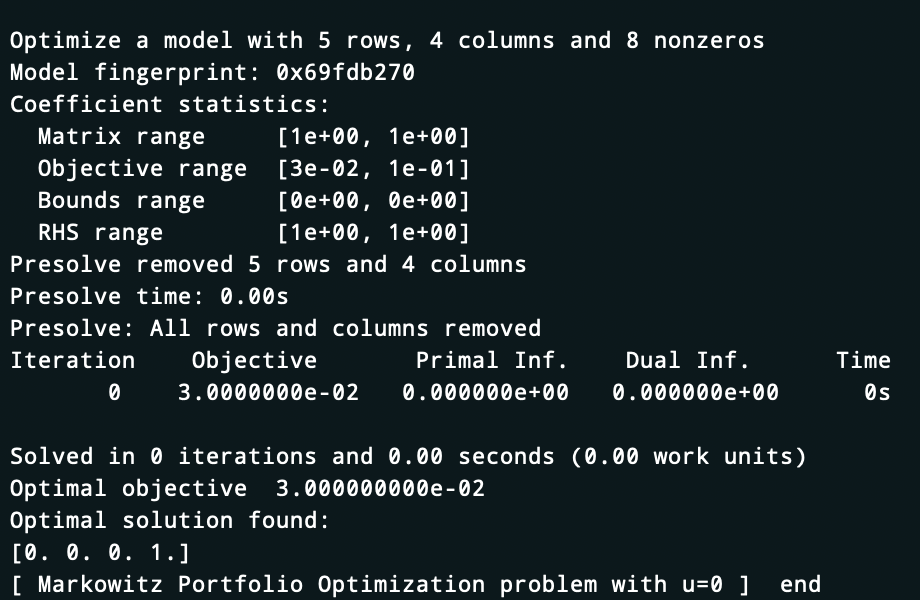 Optimize a model with 5 rows, 4 columns and 8 nonzeros
Model fingerprint: 0x69fdb270
Coefficient statistics:
  Matrix range     [1e+00, 1e+00]
  Objective range  [3e-02, 1e-01]
  Bounds range     [0e+00, 0e+00]
  RHS range        [1e+00, 1e+00]
Presolve removed 5 rows and 4 columns
Presolve time: 0.00s
Presolve: All rows and columns removed
Iteration    Objective       Primal Inf.    Dual Inf.      Time
       0    3.0000000e-02   0.000000e+00   0.000000e+00      0s

Solved in 0 iterations and 0.00 seconds (0.00 work units)
Optimal objective  3.000000000e-02
Optimal solution found:
[0. 0. 0. 1.]
[ Markowitz Portfolio Optimization problem with u=0 ]  end